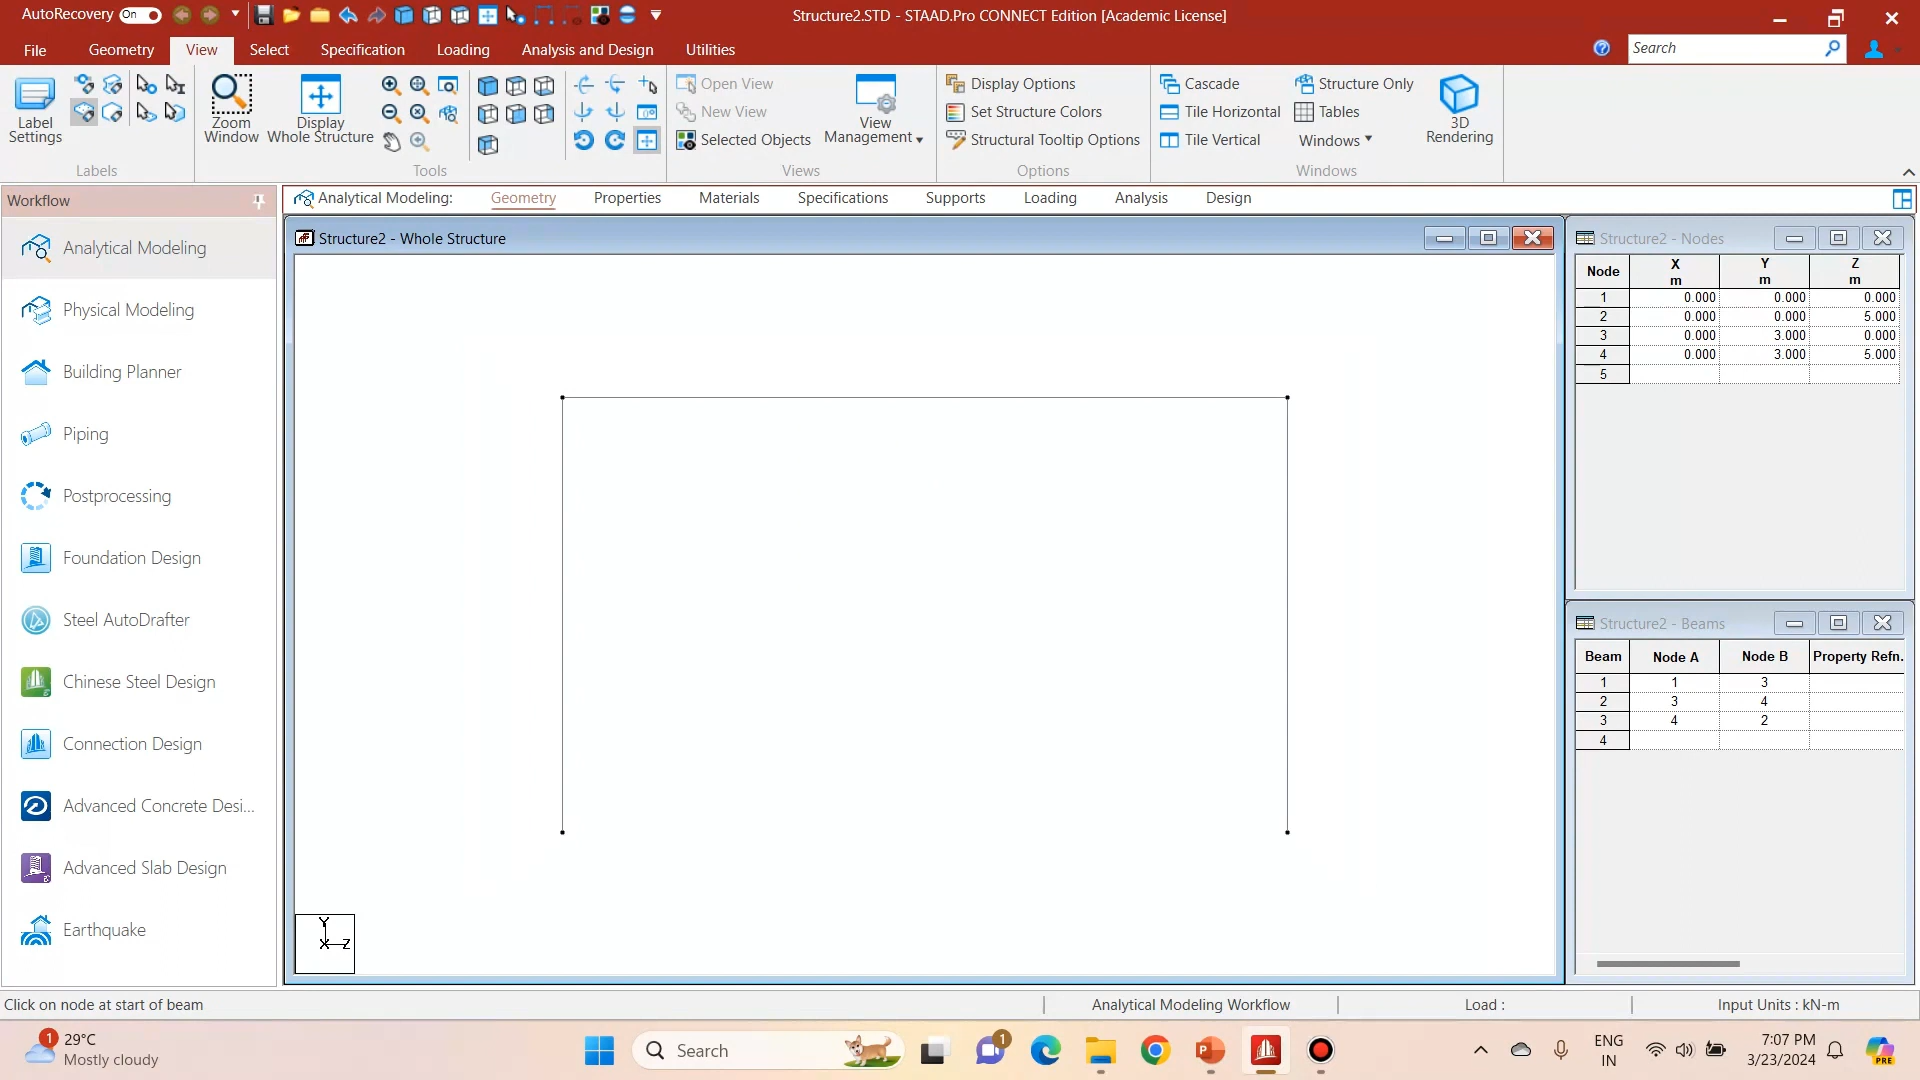 AutoRecovery On
Structure2.STD - STAAD.Pro CONNECT Edition [Academic License]
File Geometry View Select Specification Loading Analysis and Design Utilities
Search
Label Settings
Labels
Zoom Window
Display Whole Structure
Tools
Open View
New View
Selected Objects
View Management
Views
Display Options
Set Structure Colors
Structural Tooltip Options
Options
Cascade
Tile Horizontal
Tile Vertical
Structure Only
Tables
Windows
Windows
3D Rendering
Workflow
Analytical Modeling
Physical Modeling
Building Planner
Piping
Postprocessing
Foundation Design
Steel AutoDrafter
Chinese Steel Design
Connection Design
Advanced Concrete Desi...
Advanced Slab Design
Earthquake
Analytical Modeling: Geometry Properties Materials Specifications Supports Loading Analysis Design
Structure2 - Whole Structure
Y
X Z
Structure2 - Nodes
Node X m Y m Z m
1 0.000 0.000 0.000
2 0.000 0.000 5.000
3 0.000 3.000 0.000
4 0.000 3.000 5.000
5
Structure2 - Beams
Beam Node A Node B Property Refn.
1 1 3
2 3 4
3 4 2
4
Click on node at start of beam
Analytical Modeling Workflow
Load :
Input Units : kN-m
1
29°C
Mostly cloudy
Search
1
ENG
IN
7:07 PM
3/23/2024
PRE